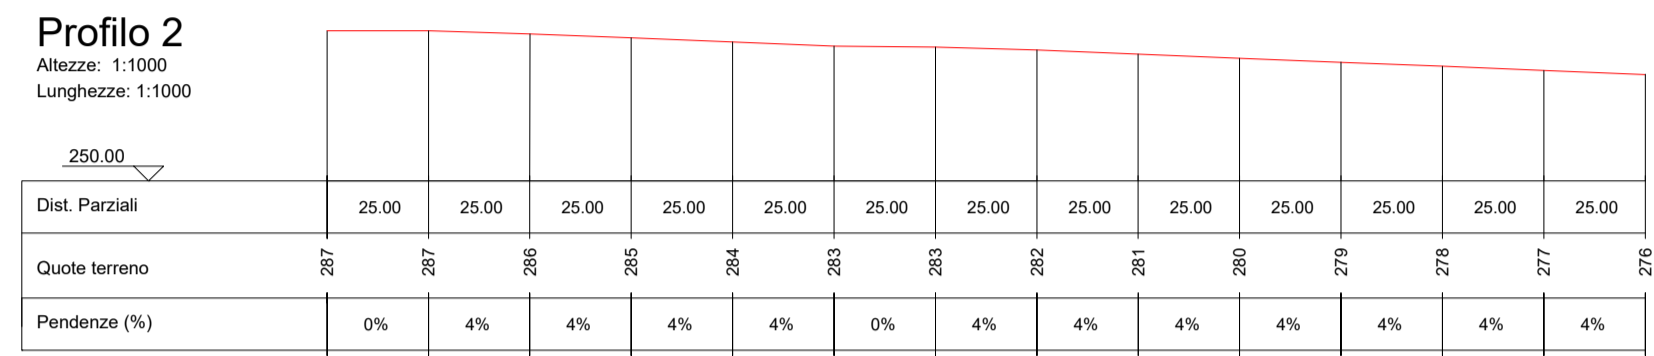 Profilo 2
Altezze: 1:1000
Lunghezze: 1:1000
250.00
Dist. Parziali 25.00 25.00 25.00 25.00 25.00 25.00 25.00 25.00 25.00 25.00 25.00 25.00 25.00
Quote terreno 287 287 286 285 284 283 283 282 281 280 279 278 277 276
Pendenze (%) 0% 4% 4% 4% 4% 0% 4% 4% 4% 4% 4% 4% 4%